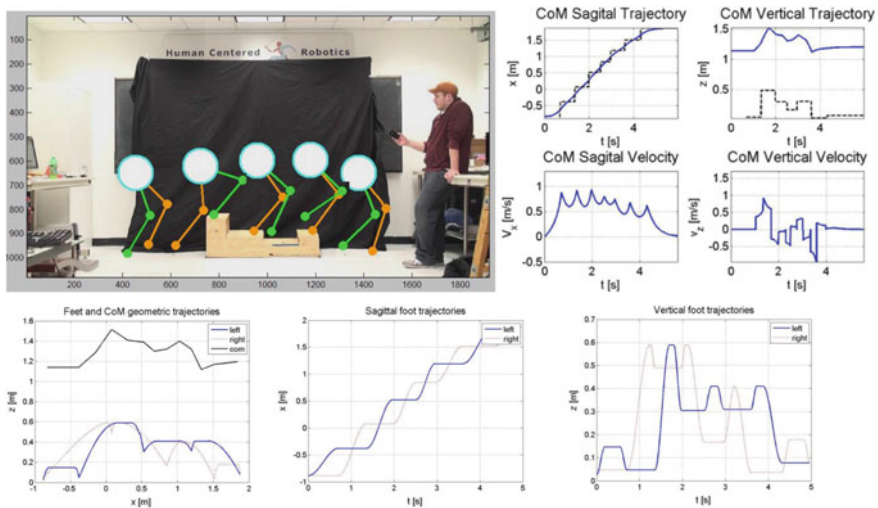 100
200
300
400
500
600
700
800
900
1000
Human Centered Robotics
200 400 600 800 1000 1200 1400 1600 1800
CoM Sagital Trajectory
x [m]
1.5
1
0.5
0
-0.5
0 2 4 6
t [s]
CoM Vertical Trajectory
z [m]
1.5
1
0.5
2 4
t [s]
CoM Sagital Velocity
Vx [m/s]
1
0.5
0
0 2 4 6
t [s]
CoM Vertical Velocity
vz [m/s]
1
0.5
0
-0.5
2 4
t [s]
Feet and CoM geometric trajectories
z [m]
1.6
1.4
1.2
1
0.8
0.6
0.4
0.2
0
-1 -0.5 0 0.5 1 1.5 2
x [m]
left
right
com
Sagittal foot trajectories
x [m]
2
1.5
1
0.5
0
-0.5
-1
0 1 2 3 4 5
t [s]
left
right
Vertical foot trajectories
z [m]
0.7
0.6
0.5
0.4
0.3
0.2
0.1
0
0 1 2 3 4 5
t [s]
left
right